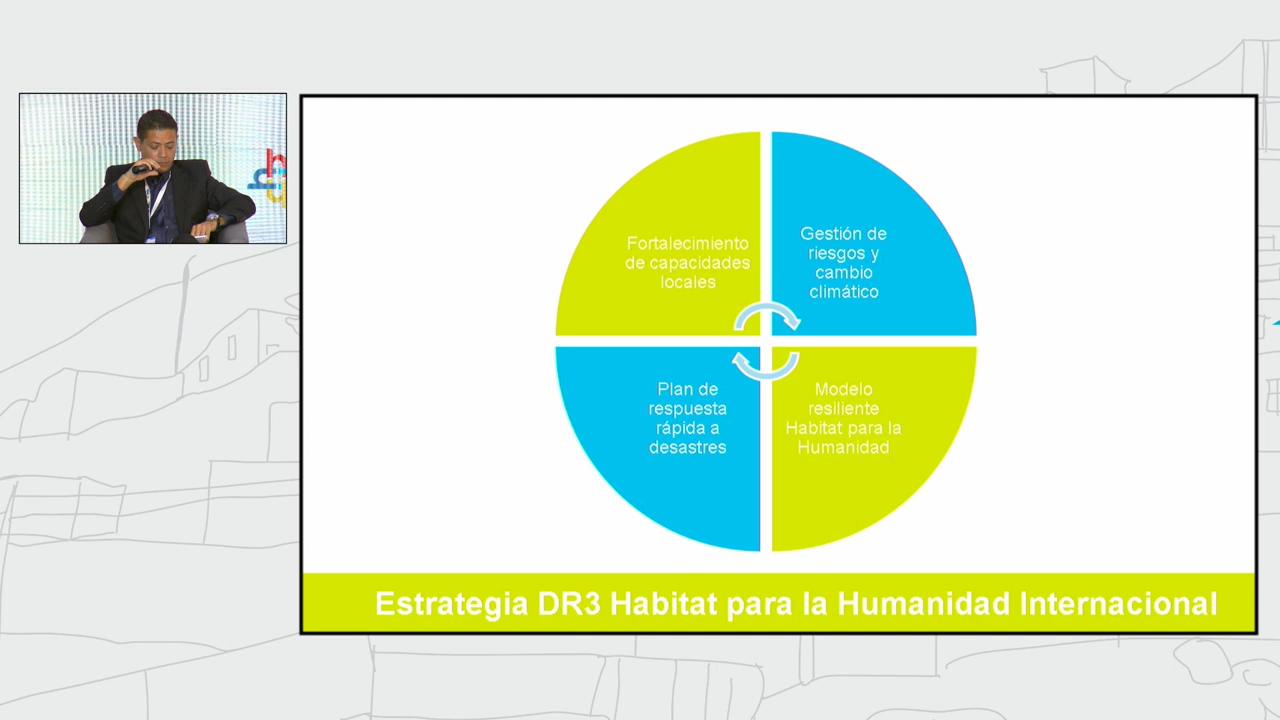 Fortalecimiento
de capacidades
locales
Gestión de
riesgos y
cambio
climático
Plan de
respuesta
rápida a
desastres
Modelo
resiliente
Habitat para la
Humanidad
Estrategia DR3 Habitat para la Humanidad Internacional